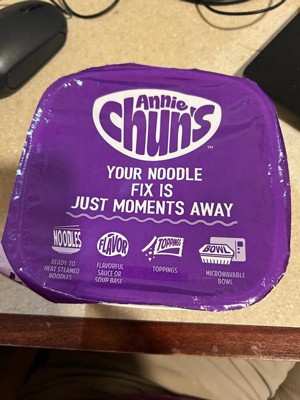 Annie
Chun's
™
YOUR NOODLE
FIX IS
JUST MOMENTS AWAY
NOODLES
READY TO
HEAT STEAMED
NOODLES
FLAVOR
FLAVORFUL
SAUCE OR
SOUP BASE
TOPPINGS
TOPPINGS
BOWL
MICROWAVABLE
BOWL